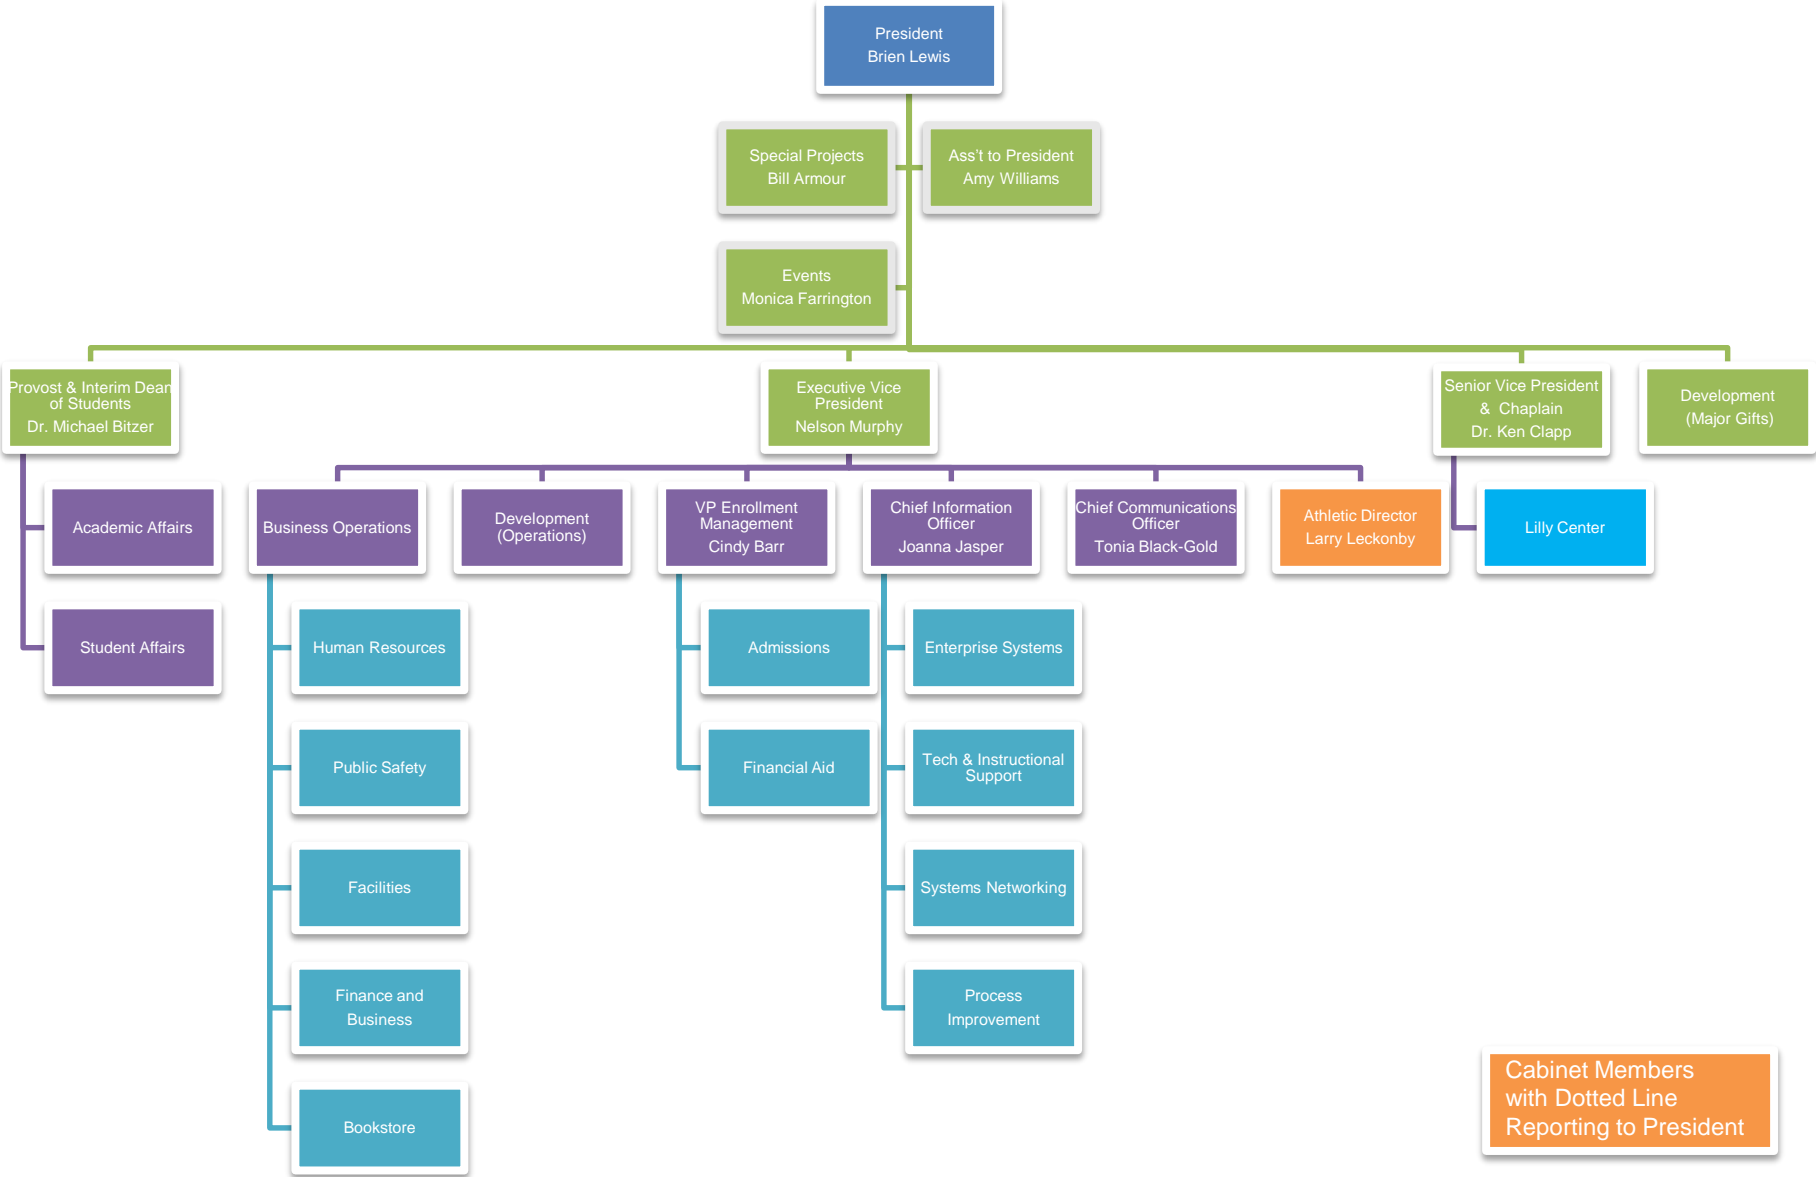 President
Brien Lewis
Special Projects
Bill Armour
Ass't to President
Amy Williams
Events
Monica Farrington
Provost & Interim Dean
of Students
Dr. Michael Bitzer
Executive Vice
President
Nelson Murphy
Senior Vice President
& Chaplain
Dr. Ken Clapp
Development
(Major Gifts)
Academic Affairs
Student Affairs
Business Operations
Development
(Operations)
VP Enrollment
Management
Cindy Barr
Chief Information
Officer
Joanna Jasper
Chief Communications
Officer
Tonia Black-Gold
Athletic Director
Larry Leckonby
Lilly Center
Human Resources
Public Safety
Facilities
Finance and
Business
Bookstore
Admissions
Financial Aid
Enterprise Systems
Tech & Instructional
Support
Systems Networking
Process
Improvement
Cabinet Members
with Dotted Line
Reporting to President